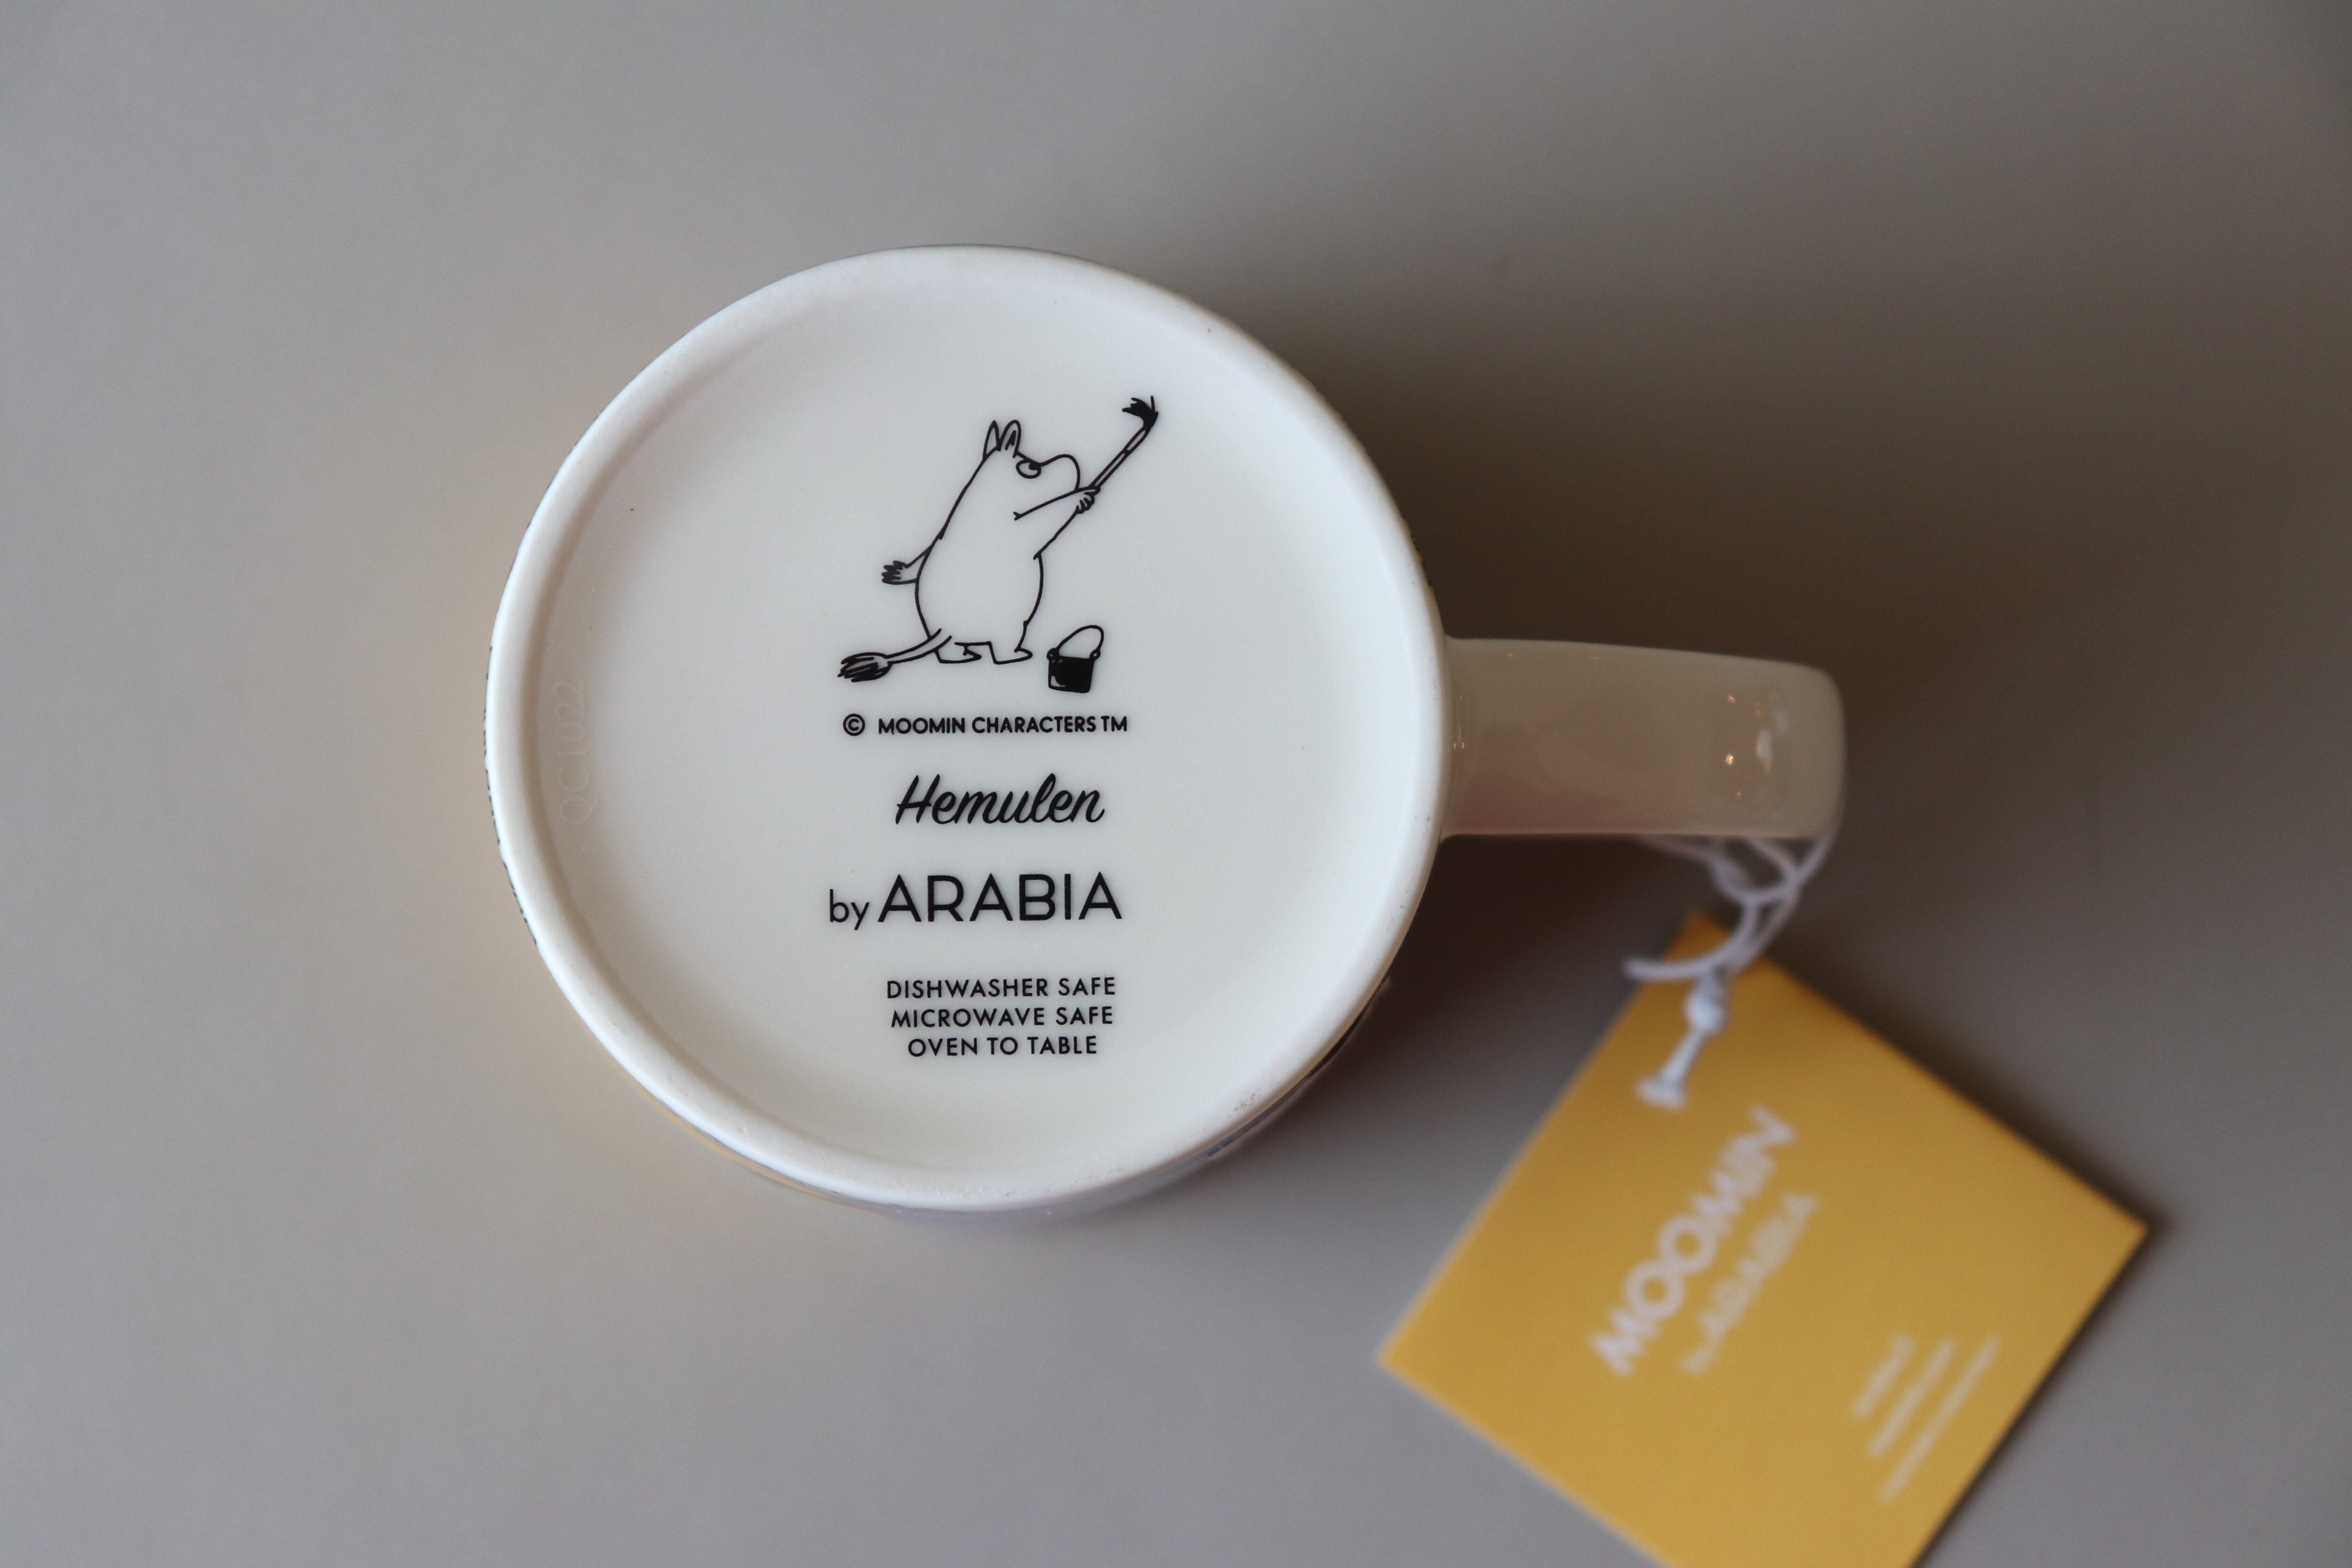 © MOOMIN CHARACTERS TM
Hemulen
by ARABIA
DISHWASHER SAFE
MICROWAVE SAFE
OVEN TO TABLE
QC1022
MOOMIN
by ARABIA